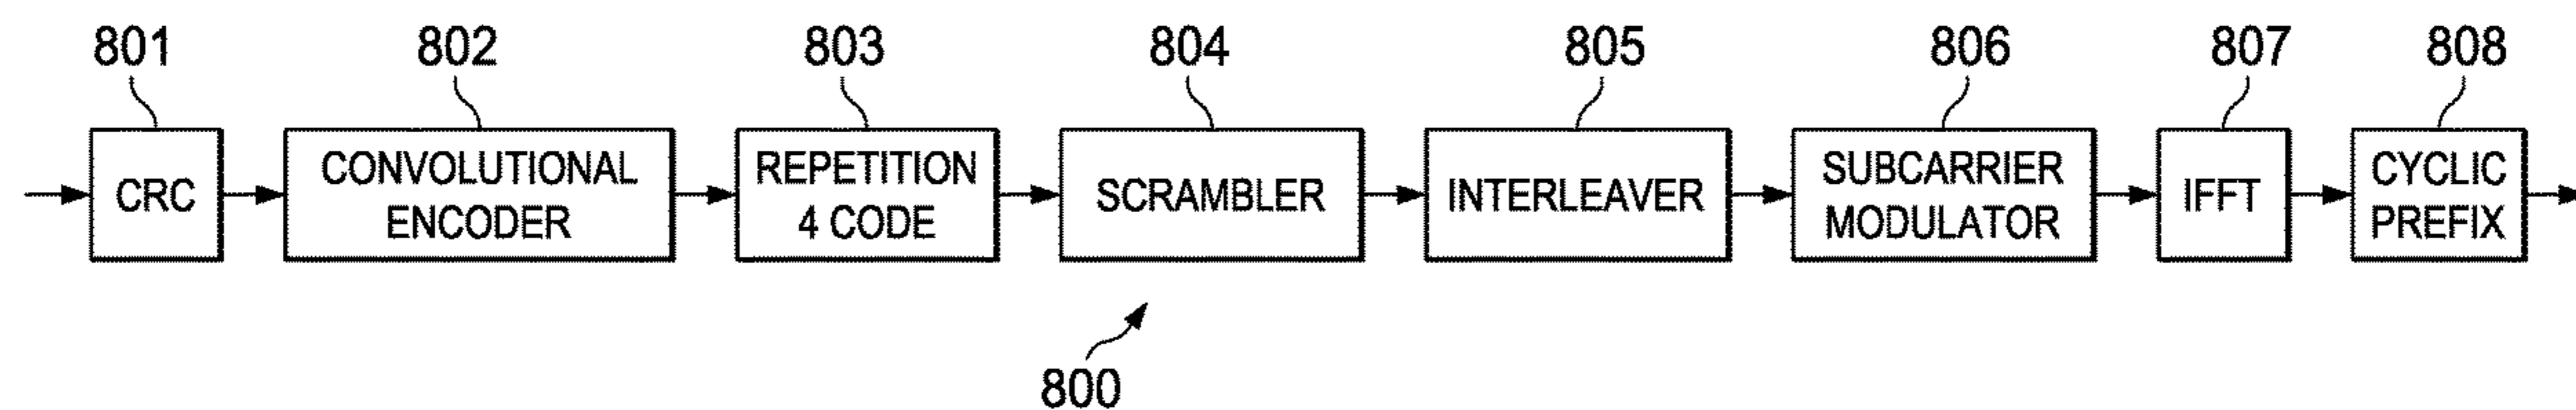 801 802 803 804 805 806 807 808
CRC
CONVOLUTIONAL
ENCODER
REPETITION
4 CODE
SCRAMBLER
INTERLEAVER
SUBCARRIER
MODULATOR
IFFT
CYCLIC
PREFIX
800